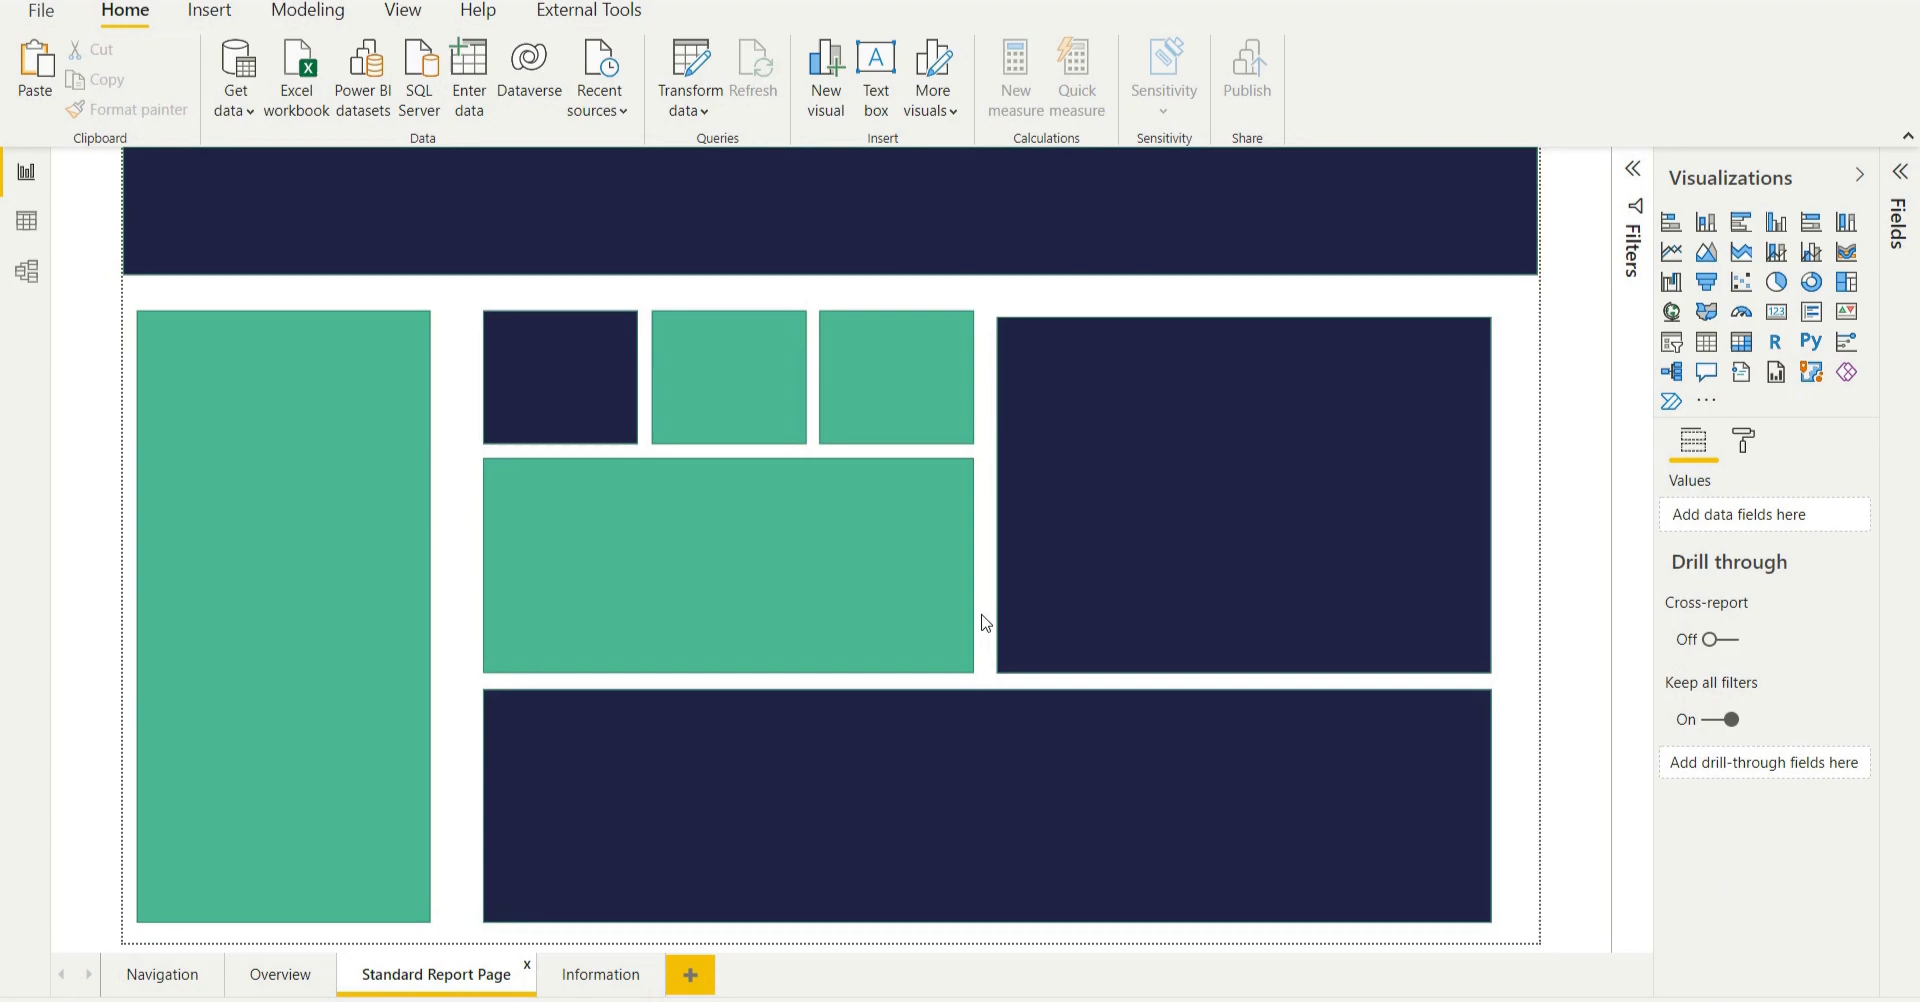 File Home Insert Modeling View Help External Tools
Paste
Cut
Copy
Format painter
Clipboard
Get data
Excel workbook
Power BI datasets
SQL Server
Enter data
Dataverse
Recent sources
Data
Transform data
Refresh
Queries
New visual
Text box
More visuals
Insert
New measure
Quick measure
Calculations
Sensitivity
Sensitivity
Publish
Share
Filters
Visualizations
Fields
123
R
Py
Values
Add data fields here
Drill through
Cross-report
Off
Keep all filters
On
Add drill-through fields here
Navigation Overview Standard Report Page x Information +